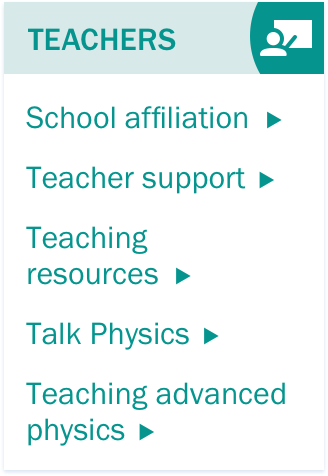 TEACHERS
School affiliation
Teacher support
Teaching
resources
Talk Physics
Teaching advanced
physics